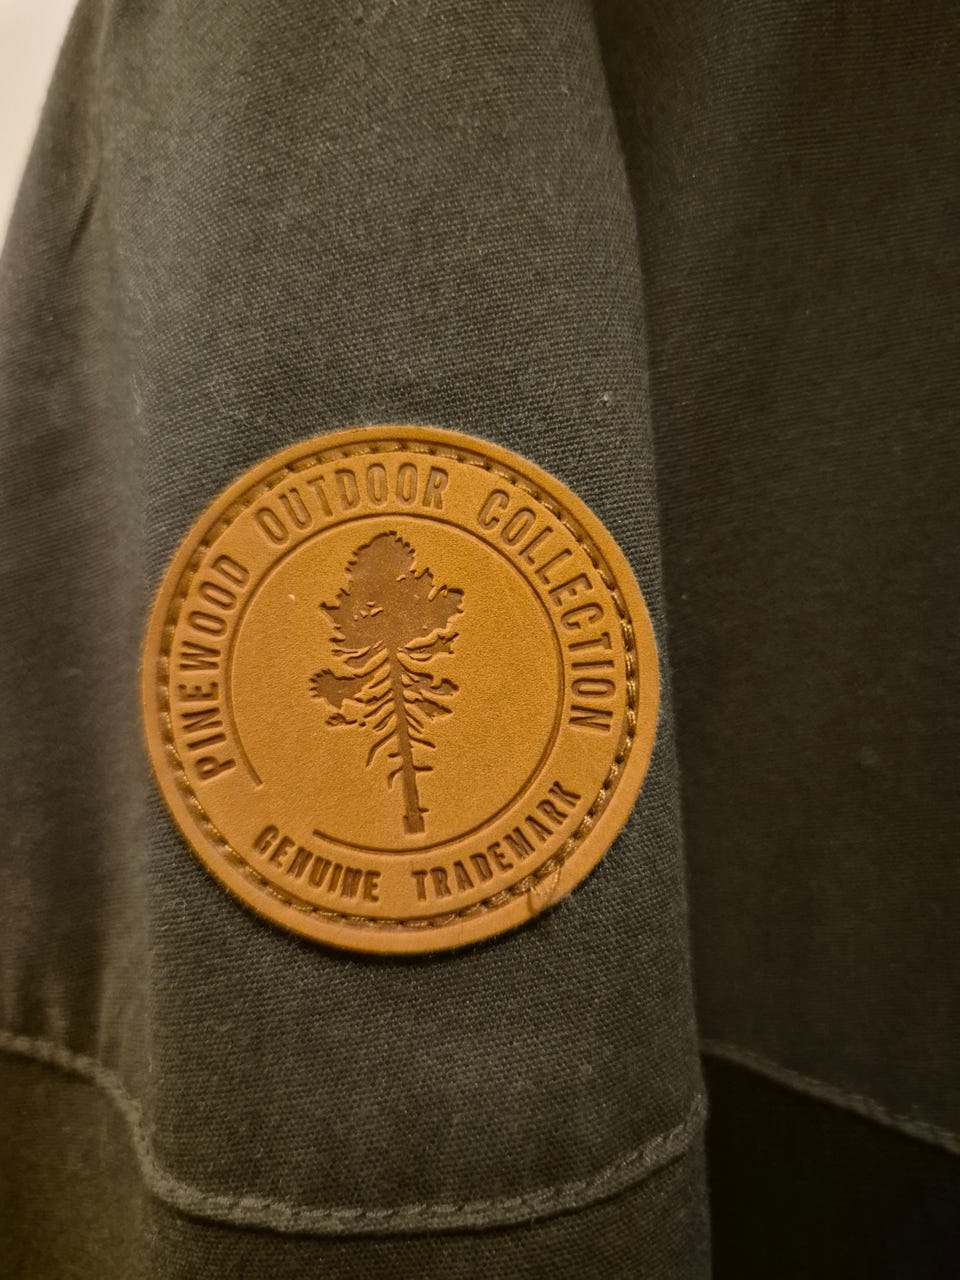 PINEWOOD OUTDOOR COLLECTION
GENUINE TRADEMARK